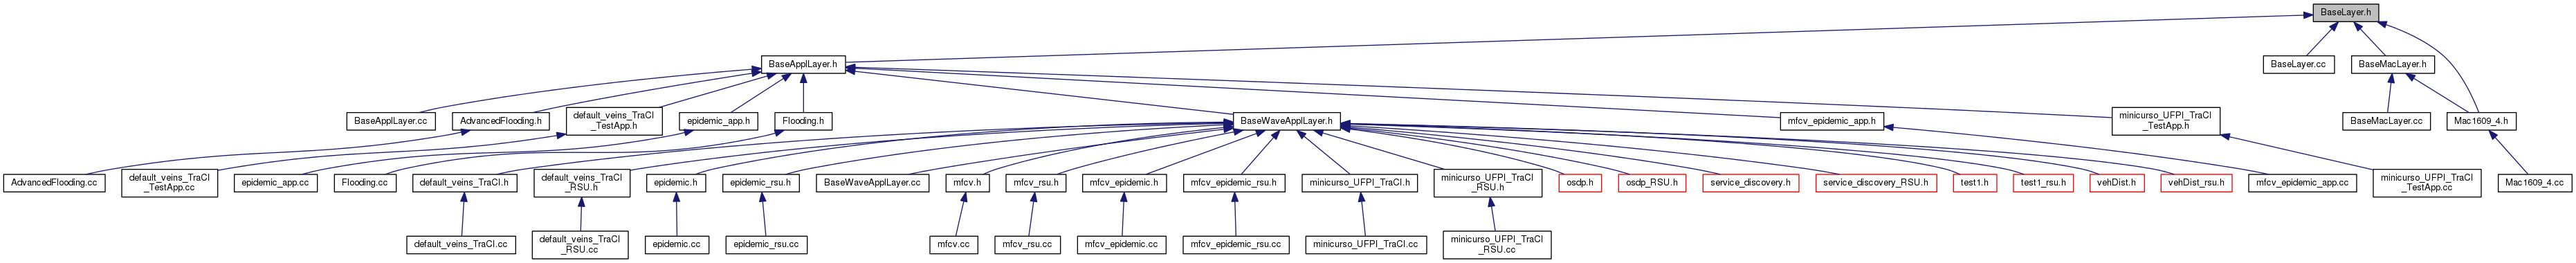 BaseLayer.h
BaseApplLayer.h
BaseLayer.cc
BaseMacLayer.h
BaseApplLayer.cc
AdvancedFlooding.h
default_veins_TraCI
_TestApp.h
epidemic_app.h
Flooding.h
BaseWaveApplLayer.h
mfcv_epidemic_app.h
minicurso_UFPI_TraCI
_TestApp.h
BaseMacLayer.cc
Mac1609_4.h
AdvancedFlooding.cc
default_veins_TraCI
_TestApp.cc
epidemic_app.cc
Flooding.cc
default_veins_TraCI.h
default_veins_TraCI
_RSU.h
epidemic.h
epidemic_rsu.h
BaseWaveApplLayer.cc
mfcv.h
mfcv_rsu.h
mfcv_epidemic.h
mfcv_epidemic_rsu.h
minicurso_UFPI_TraCI.h
minicurso_UFPI_TraCI
_RSU.h
osdp.h
osdp_RSU.h
service_discovery.h
service_discovery_RSU.h
test1.h
test1_rsu.h
vehDist.h
vehDist_rsu.h
mfcv_epidemic_app.cc
minicurso_UFPI_TraCI
_TestApp.cc
Mac1609_4.cc
default_veins_TraCI.cc
default_veins_TraCI
_RSU.cc
epidemic.cc
epidemic_rsu.cc
mfcv.cc
mfcv_rsu.cc
mfcv_epidemic.cc
mfcv_epidemic_rsu.cc
minicurso_UFPI_TraCI.cc
minicurso_UFPI_TraCI
_RSU.cc